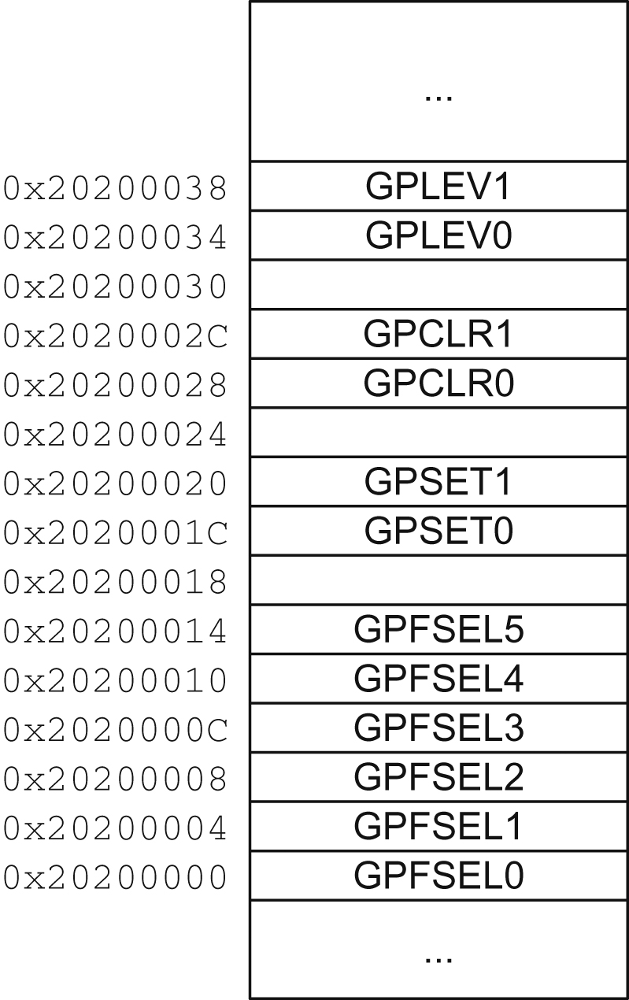 ...
0x20200038 GPLEV1
0x20200034 GPLEV0
0x20200030
0x2020002C GPCLR1
0x20200028 GPCLR0
0x20200024
0x20200020 GPSET1
0x2020001C GPSET0
0x20200018
0x20200014 GPFSEL5
0x20200010 GPFSEL4
0x2020000C GPFSEL3
0x20200008 GPFSEL2
0x20200004 GPFSEL1
0x20200000 GPFSEL0
...